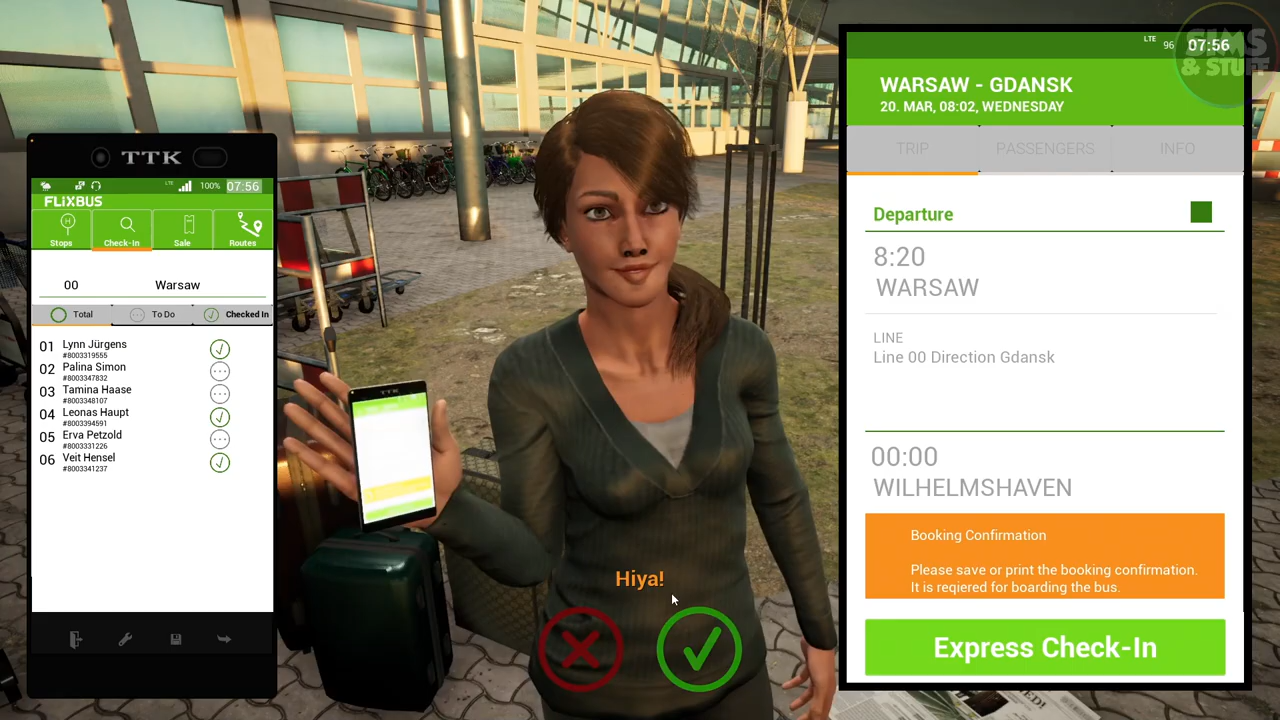 TTK
LTE
100%
07:56
FLiXBUS
H
Stops
Check-In
Sale
Routes
00 Warsaw
Total
To Do
Checked In
01 Lynn Jürgens
#8003319555
02 Palina Simon
#8003347832
03 Tamina Haase
#8003348107
04 Leonas Haupt
#8003394591
05 Erva Petzold
#8003331226
06 Veit Hensel
#8003341237
TTK
Hiya!
LTE 96 07:56
SIMS
& STUFF
WARSAW - GDANSK
20. MAR, 08:02, WEDNESDAY
TRIP PASSENGERS INFO
Departure
8:20
WARSAW
LINE
Line 00 Direction Gdansk
00:00
WILHELMSHAVEN
Booking Confirmation
Please save or print the booking confirmation.
It is reqiered for boarding the bus.
Express Check-In